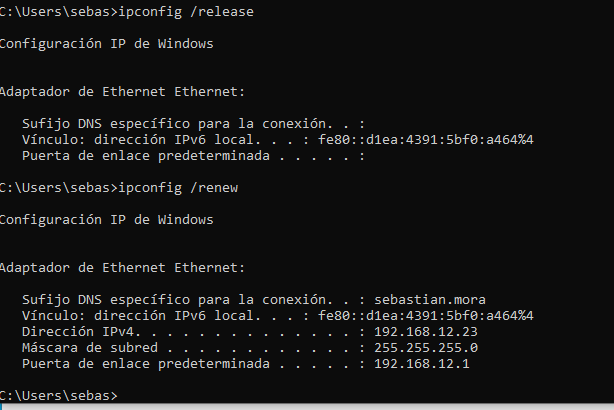 C:\Users\sebas>ipconfig /release
Configuración IP de Windows
Adaptador de Ethernet Ethernet:
Sufijo DNS específico para la conexión. . :
Vínculo: dirección IPv6 local. . . : fe80::d1ea:4391:5bf0:a464%4
Puerta de enlace predeterminada . . . . . :
C:\Users\sebas>ipconfig /renew
Configuración IP de Windows
Adaptador de Ethernet Ethernet:
Sufijo DNS específico para la conexión. . : sebastian.mora
Vínculo: dirección IPv6 local. . . : fe80::d1ea:4391:5bf0:a464%4
Dirección IPv4. . . . . . . . . . . . . . : 192.168.12.23
Máscara de subred . . . . . . . . . . . . : 255.255.255.0
Puerta de enlace predeterminada . . . . . : 192.168.12.1
C:\Users\sebas>